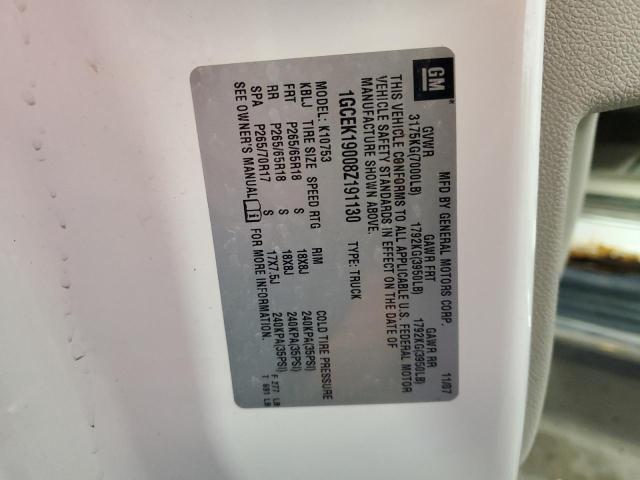 GM ®
MFD BY GENERAL MOTORS CORP. 11/07
GVWR GAWR FRT GAWR RR
3175KG(7000LB) 1792KG(3950LB) 1792KG(3950LB)
THIS VEHICLE CONFORMS TO ALL APPLICABLE U.S. FEDERAL MOTOR
VEHICLE SAFETY STANDARDS IN EFFECT ON THE DATE OF
MANUFACTURE SHOWN ABOVE.
1GCEK19008Z191130 TYPE: TRUCK
MODEL: K10753
KBLJ TIRE SIZE SPEED RTG RIM COLD TIRE PRESSURE
FRT P265/65R18 S 18X8J 240KPA(35PSI)
RR P265/65R18 S 18X8J 240KPA(35PSI)
SPA P265/70R17 S 17X7.5J 240KPA(35PSI)
SEE OWNER'S MANUAL FOR MORE INFORMATION.
F 277 LB
T 691 LB